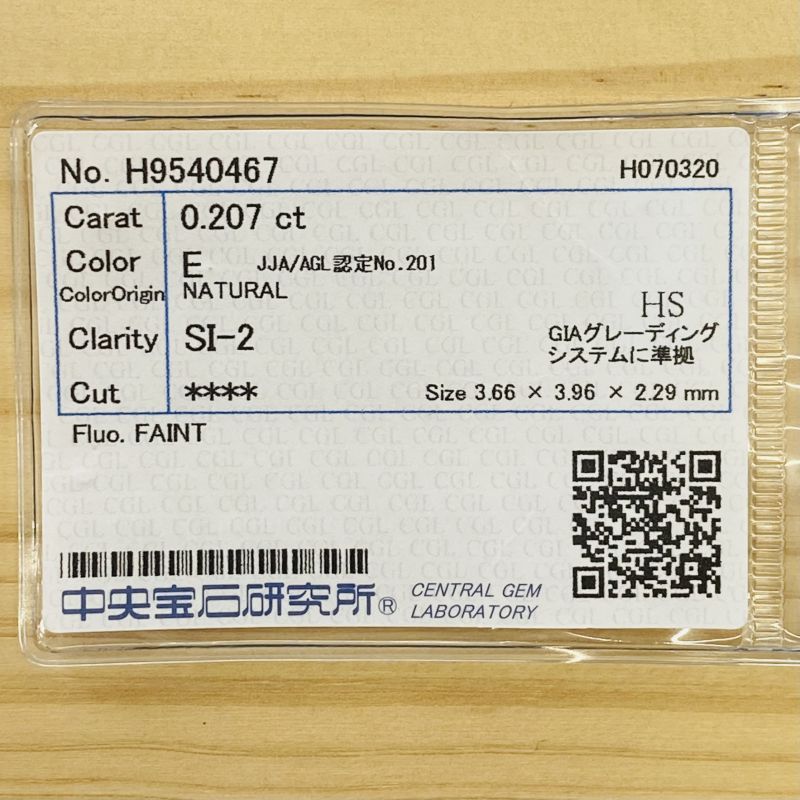 No. H9540467 H070320
Carat 0.207 ct
Color E JJA/AGL認定No.201
ColorOrigin NATURAL
HS
Clarity SI-2 GIAグレーディング
システムに準拠
Cut **** Size 3.66 × 3.96 × 2.29 mm
Fluo. FAINT
中央宝石研究所® CENTRAL GEM
LABORATORY